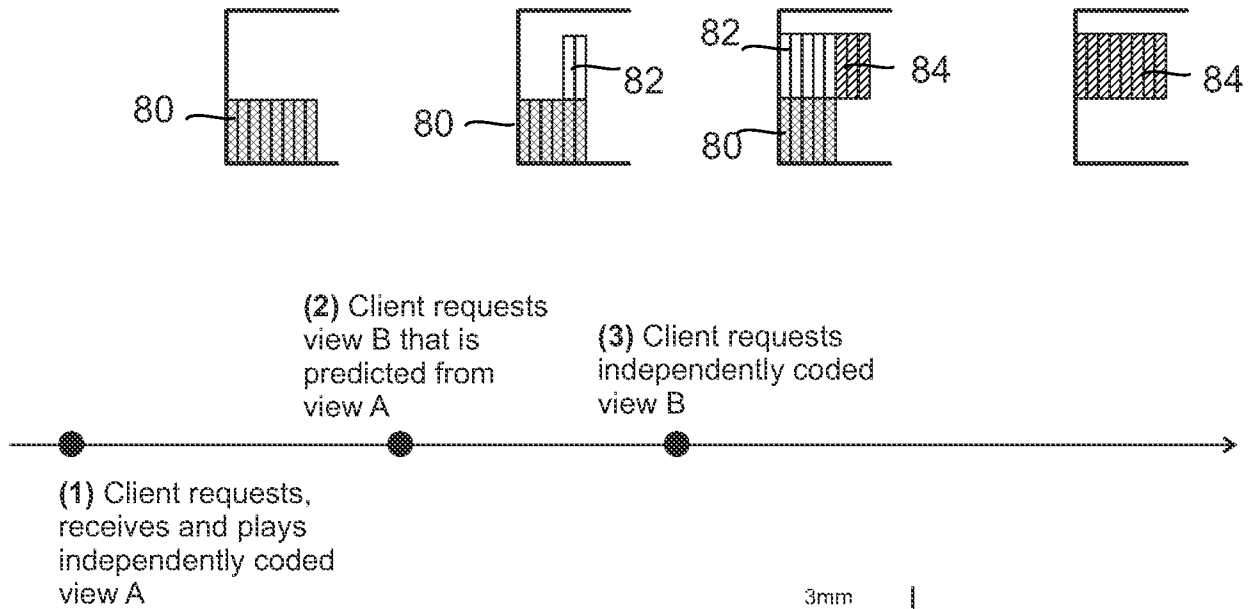 80
80
82
82
80
84
84
(2) Client requests
view B that is
predicted from
view A
(3) Client requests
independently coded
view B
(1) Client requests,
receives and plays
independently coded
view A
3mm